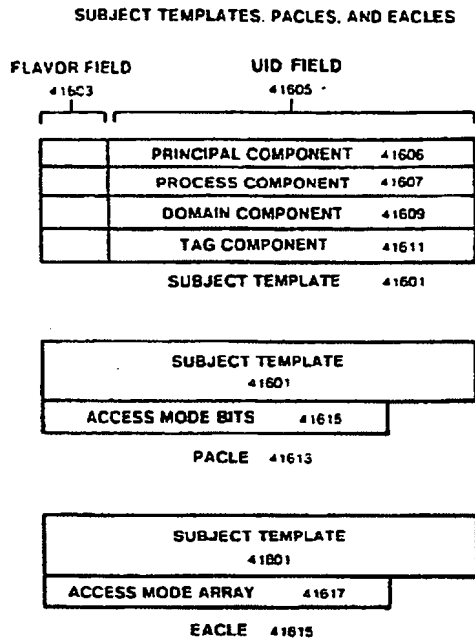 SUBJECT TEMPLATES, PACLES, AND EACLES
FLAVOR FIELD UID FIELD
41603 41605
PRINCIPAL COMPONENT 41606
PROCESS COMPONENT 41607
DOMAIN COMPONENT 41609
TAG COMPONENT 41611
SUBJECT TEMPLATE 41601
SUBJECT TEMPLATE
41601
ACCESS MODE BITS 41615
PACLE 41613
SUBJECT TEMPLATE
41801
ACCESS MODE ARRAY 41617
EACLE 41615